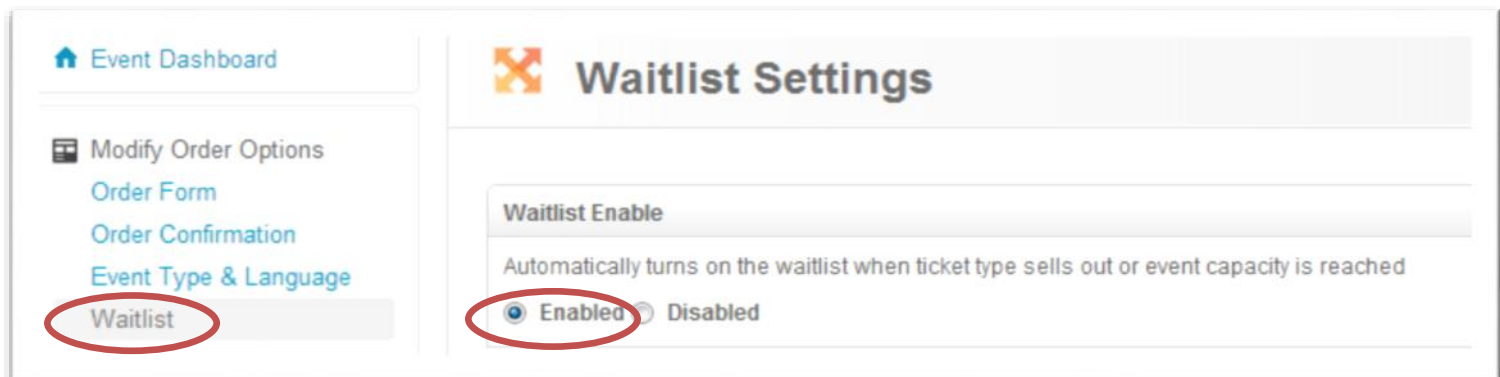 Event Dashboard
Modify Order Options
Order Form
Order Confirmation
Event Type & Language
Waitlist
Waitlist Settings
Waitlist Enable
Automatically turns on the waitlist when ticket type sells out or event capacity is reached
Enabled Disabled